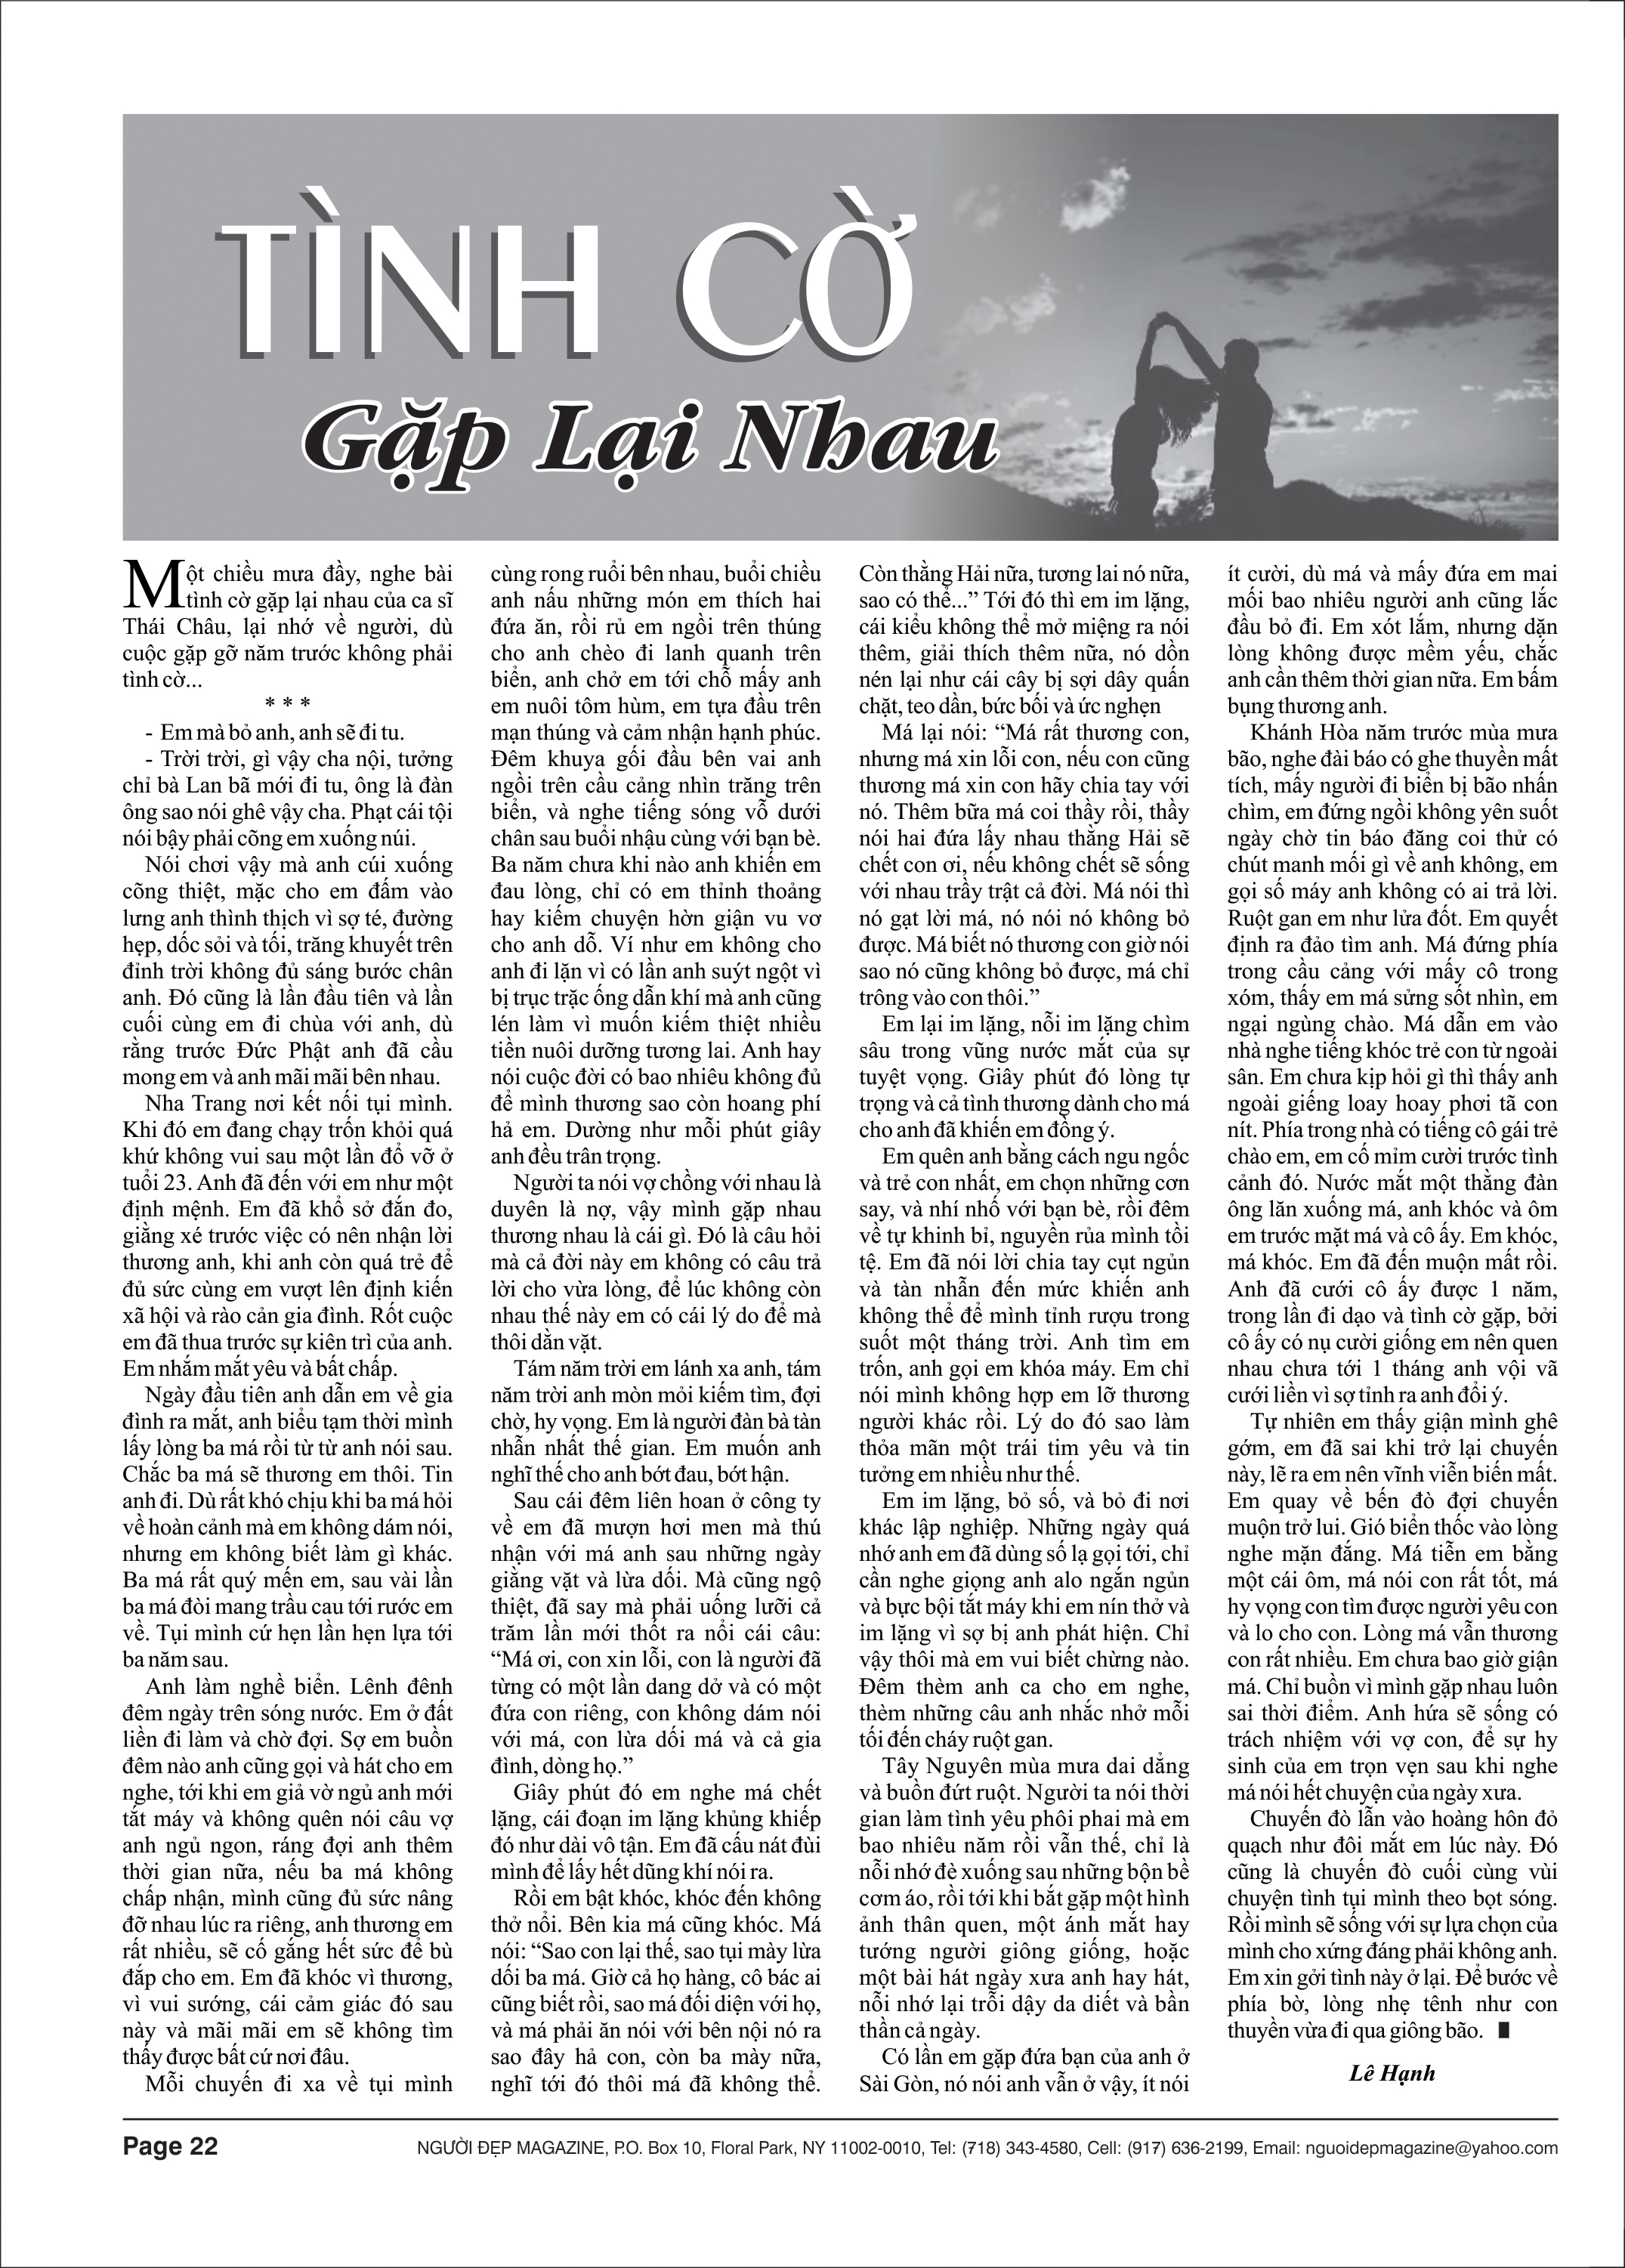 TÌNH CỜ
Gặp Lại Nhau
Một chiều mưa đầy, nghe bài
tình cờ gặp lại nhau của ca sĩ
Thái Châu, lại nhớ về người, dù
cuộc gặp gỡ năm trước không phải
tình cờ...
* * *
- Em mà bỏ anh, anh sẽ đi tu.
- Trời trời, gì vậy cha nội, tưởng
chỉ bà Lan bã mới đi tu, ông là đàn
ông sao nói ghê vậy cha. Phạt cái tội
nói bậy phải cõng em xuống núi.
Nói chơi vậy mà anh cúi xuống
cõng thiệt, mặc cho em đấm vào
lưng anh thình thịch vì sợ té, đường
hẹp, dốc sỏi và tối, trăng khuyết trên
đỉnh trời không đủ sáng bước chân
anh. Đó cũng là lần đầu tiên và lần
cuối cùng em đi chùa với anh, dù
rằng trước Đức Phật anh đã cầu
mong em và anh mãi mãi bên nhau.
Nha Trang nơi kết nối tụi mình.
Khi đó em đang chạy trốn khỏi quá
khứ không vui sau một lần đổ vỡ ở
tuổi 23. Anh đã đến với em như một
định mệnh. Em đã khổ sở đắn đo,
giằng xé trước việc có nên nhận lời
thương anh, khi anh còn quá trẻ để
đủ sức cùng em vượt lên định kiến
xã hội và rào cản gia đình. Rốt cuộc
em đã thua trước sự kiên trì của anh.
Em nhắm mắt yêu và bất chấp.
Ngày đầu tiên anh dẫn em về gia
đình ra mắt, anh biểu tạm thời mình
lấy lòng ba má rồi từ từ anh nói sau.
Chắc ba má sẽ thương em thôi. Tin
anh đi. Dù rất khó chịu khi ba má hỏi
về hoàn cảnh mà em không dám nói,
nhưng em không biết làm gì khác.
Ba má rất quý mến em, sau vài lần
ba má đòi mang trầu cau tới rước em
về. Tụi mình cứ hẹn lần hẹn lựa tới
ba năm sau.
Anh làm nghề biển. Lênh đênh
đêm ngày trên sóng nước. Em ở đất
liền đi làm và chờ đợi. Sợ em buồn
đêm nào anh cũng gọi và hát cho em
nghe, tới khi em giả vờ ngủ anh mới
tắt máy và không quên nói câu vợ
anh ngủ ngon, ráng đợi anh thêm
thời gian nữa, nếu ba má không
chấp nhận, mình cũng đủ sức nâng
đỡ nhau lúc ra riêng, anh thương em
rất nhiều, sẽ cố gắng hết sức để bù
đắp cho em. Em đã khóc vì thương,
vì vui sướng, cái cảm giác đó sau
này và mãi mãi em sẽ không tìm
thấy được bất cứ nơi đâu.
Mỗi chuyến đi xa về tụi mình
cùng rong ruổi bên nhau, buổi chiều
anh nấu những món em thích hai
đứa ăn, rồi rủ em ngồi trên thúng
cho anh chèo đi lanh quanh trên
biển, anh chở em tới chỗ mấy anh
em nuôi tôm hùm, em tựa đầu trên
mạn thúng và cảm nhận hạnh phúc.
Đêm khuya gối đầu bên vai anh
ngồi trên cầu cảng nhìn trăng trên
biển, và nghe tiếng sóng vỗ dưới
chân sau buổi nhậu cùng với bạn bè.
Ba năm chưa khi nào anh khiến em
đau lòng, chỉ có em thỉnh thoảng
hay kiếm chuyện hờn giận vu vơ
cho anh dỗ. Ví như em không cho
anh đi lặn vì có lần anh suýt ngột vì
bị trục trặc ống dẫn khí mà anh cũng
lén làm vì muốn kiếm thiệt nhiều
tiền nuôi dưỡng tương lai. Anh hay
nói cuộc đời có bao nhiêu không đủ
để mình thương sao còn hoang phí
hả em. Dường như mỗi phút giây
anh đều trân trọng.
Người ta nói vợ chồng với nhau là
duyên là nợ, vậy mình gặp nhau
thương nhau là cái gì. Đó là câu hỏi
mà cả đời này em không có câu trả
lời cho vừa lòng, để lúc không còn
nhau thế này em có cái lý do để mà
thôi dằn vặt.
Tám năm trời em lánh xa anh, tám
năm trời anh mòn mỏi kiếm tìm, đợi
chờ, hy vọng. Em là người đàn bà tàn
nhẫn nhất thế gian. Em muốn anh
nghĩ thế cho anh bớt đau, bớt hận.
Sau cái đêm liên hoan ở công ty
về em đã mượn hơi men mà thú
nhận với má anh sau những ngày
giằng vặt và lừa dối. Mà cũng ngộ
thiệt, đã say mà phải uống lưỡi cả
trăm lần mới thốt ra nổi cái câu:
“Má ơi, con xin lỗi, con là người đã
từng có một lần dang dở và có một
đứa con riêng, con không dám nói
với má, con lừa dối má và cả gia
đình, dòng họ.”
Giây phút đó em nghe má chết
lặng, cái đoạn im lặng khủng khiếp
đó như dài vô tận. Em đã cấu nát đùi
mình để lấy hết dũng khí nói ra.
Rồi em bật khóc, khóc đến không
thở nổi. Bên kia má cũng khóc. Má
nói: “Sao con lại thế, sao tụi mày lừa
dối ba má. Giờ cả họ hàng, cô bác ai
cũng biết rồi, sao má đối diện với họ,
và má phải ăn nói với bên nội nó ra
sao đây hả con, còn ba mày nữa,
nghĩ tới đó thôi má đã không thể.
Còn thằng Hải nữa, tương lai nó nữa,
sao có thể...” Tới đó thì em im lặng,
cái kiểu không thể mở miệng ra nói
thêm, giải thích thêm nữa, nó dồn
nén lại như cái cây bị sợi dây quấn
chặt, teo dần, bức bối và ức nghẹn
Má lại nói: “Má rất thương con,
nhưng má xin lỗi con, nếu con cũng
thương má xin con hãy chia tay với
nó. Thêm bữa má coi thầy rồi, thầy
nói hai đứa lấy nhau thằng Hải sẽ
chết con ơi, nếu không chết sẽ sống
với nhau trầy trật cả đời. Má nói thì
nó gạt lời má, nó nói nó không bỏ
được. Má biết nó thương con giờ nói
sao nó cũng không bỏ được, má chỉ
trông vào con thôi.”
Em lại im lặng, nỗi im lặng chìm
sâu trong vũng nước mắt của sự
tuyệt vọng. Giây phút đó lòng tự
trọng và cả tình thương dành cho má
cho anh đã khiến em đồng ý.
Em quên anh bằng cách ngu ngốc
và trẻ con nhất, em chọn những cơn
say, và nhí nhố với bạn bè, rồi đêm
về tự khinh bỉ, nguyền rủa mình tồi
tệ. Em đã nói lời chia tay cụt ngủn
và tàn nhẫn đến mức khiến anh
không thể để mình tỉnh rượu trong
suốt một tháng trời. Anh tìm em
trốn, anh gọi em khóa máy. Em chỉ
nói mình không hợp em lỡ thương
người khác rồi. Lý do đó sao làm
thỏa mãn một trái tim yêu và tin
tưởng em nhiều như thế.
Em im lặng, bỏ số, và bỏ đi nơi
khác lập nghiệp. Những ngày quá
nhớ anh em đã dùng số lạ gọi tới, chỉ
cần nghe giọng anh alo ngắn ngủn
và bực bội tắt máy khi em nín thở và
im lặng vì sợ bị anh phát hiện. Chỉ
vậy thôi mà em vui biết chừng nào.
Đêm thèm anh ca cho em nghe,
thèm những câu anh nhắc nhở mỗi
tối đến cháy ruột gan.
Tây Nguyên mùa mưa dai dẳng
và buồn đứt ruột. Người ta nói thời
gian làm tình yêu phôi phai mà em
bao nhiêu năm rồi vẫn thế, chỉ là
nỗi nhớ đè xuống sau những bộn bề
cơm áo, rồi tới khi bắt gặp một hình
ảnh thân quen, một ánh mắt hay
tướng người giông giống, hoặc
một bài hát ngày xưa anh hay hát,
nỗi nhớ lại trỗi dậy da diết và bần
thần cả ngày.
Có lần em gặp đứa bạn của anh ở
Sài Gòn, nó nói anh vẫn ở vậy, ít nói
ít cười, dù má và mấy đứa em mai
mối bao nhiêu người anh cũng lắc
đầu bỏ đi. Em xót lắm, nhưng dặn
lòng không được mềm yếu, chắc
anh cần thêm thời gian nữa. Em bấm
bụng thương anh.
Khánh Hòa năm trước mùa mưa
bão, nghe đài báo có ghe thuyền mất
tích, mấy người đi biển bị bão nhấn
chìm, em đứng ngồi không yên suốt
ngày chờ tin báo đăng coi thử có
chút manh mối gì về anh không, em
gọi số máy anh không có ai trả lời.
Ruột gan em như lửa đốt. Em quyết
định ra đảo tìm anh. Má đứng phía
trong cầu cảng với mấy cô trong
xóm, thấy em má sửng sốt nhìn, em
ngại ngùng chào. Má dẫn em vào
nhà nghe tiếng khóc trẻ con từ ngoài
sân. Em chưa kịp hỏi gì thì thấy anh
ngoài giếng loay hoay phơi tã con
nít. Phía trong nhà có tiếng cô gái trẻ
chào em, em cố mỉm cười trước tình
cảnh đó. Nước mắt một thằng đàn
ông lăn xuống má, anh khóc và ôm
em trước mặt má và cô ấy. Em khóc,
má khóc. Em đã đến muộn mất rồi.
Anh đã cưới cô ấy được 1 năm,
trong lần đi dạo và tình cờ gặp, bởi
cô ấy có nụ cười giống em nên quen
nhau chưa tới 1 tháng anh vội vã
cưới liền vì sợ tỉnh ra anh đổi ý.
Tự nhiên em thấy giận mình ghê
gớm, em đã sai khi trở lại chuyến
này, lẽ ra em nên vĩnh viễn biến mất.
Em quay về bến đò đợi chuyến
muộn trở lui. Gió biển thốc vào lòng
nghe mặn đắng. Má tiễn em bằng
một cái ôm, má nói con rất tốt, má
hy vọng con tìm được người yêu con
và lo cho con. Lòng má vẫn thương
con rất nhiều. Em chưa bao giờ giận
má. Chỉ buồn vì mình gặp nhau luôn
sai thời điểm. Anh hứa sẽ sống có
trách nhiệm với vợ con, để sự hy
sinh của em trọn vẹn sau khi nghe
má nói hết chuyện của ngày xưa.
Chuyến đò lẫn vào hoàng hôn đỏ
quạch như đôi mắt em lúc này. Đó
cũng là chuyến đò cuối cùng vùi
chuyện tình tụi mình theo bọt sóng.
Rồi mình sẽ sống với sự lựa chọn của
mình cho xứng đáng phải không anh.
Em xin gởi tình này ở lại. Để bước về
phía bờ, lòng nhẹ tênh như con
thuyền vừa đi qua giông bão.
Lê Hạnh
Page 22 NGƯỜI ĐẸP MAGAZINE, P.O. Box 10, Floral Park, NY 11002-0010, Tel: (718) 343-4580, Cell: (917) 636-2199, Email: nguoidepmagazine@yahoo.com